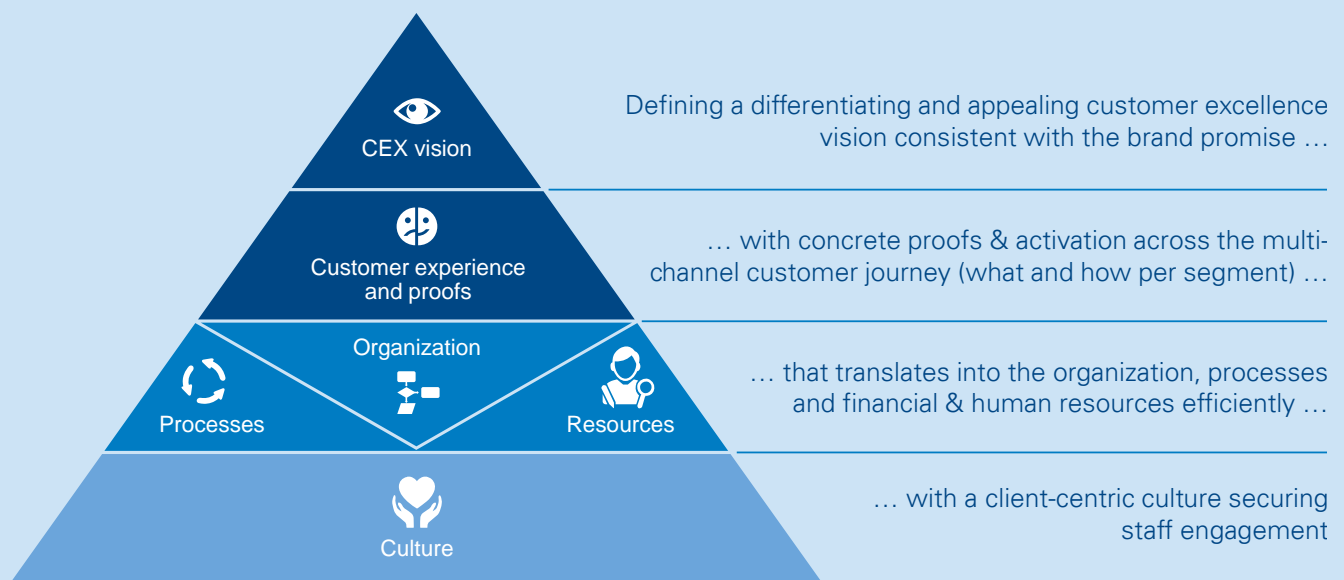 CEX vision
Defining a differentiating and appealing customer excellence
vision consistent with the brand promise …
Customer experience
and proofs
… with concrete proofs & activation across the multi-
channel customer journey (what and how per segment) …
Organization
Processes
Resources
… that translates into the organization, processes
and financial & human resources efficiently …
Culture
… with a client-centric culture securing
staff engagement